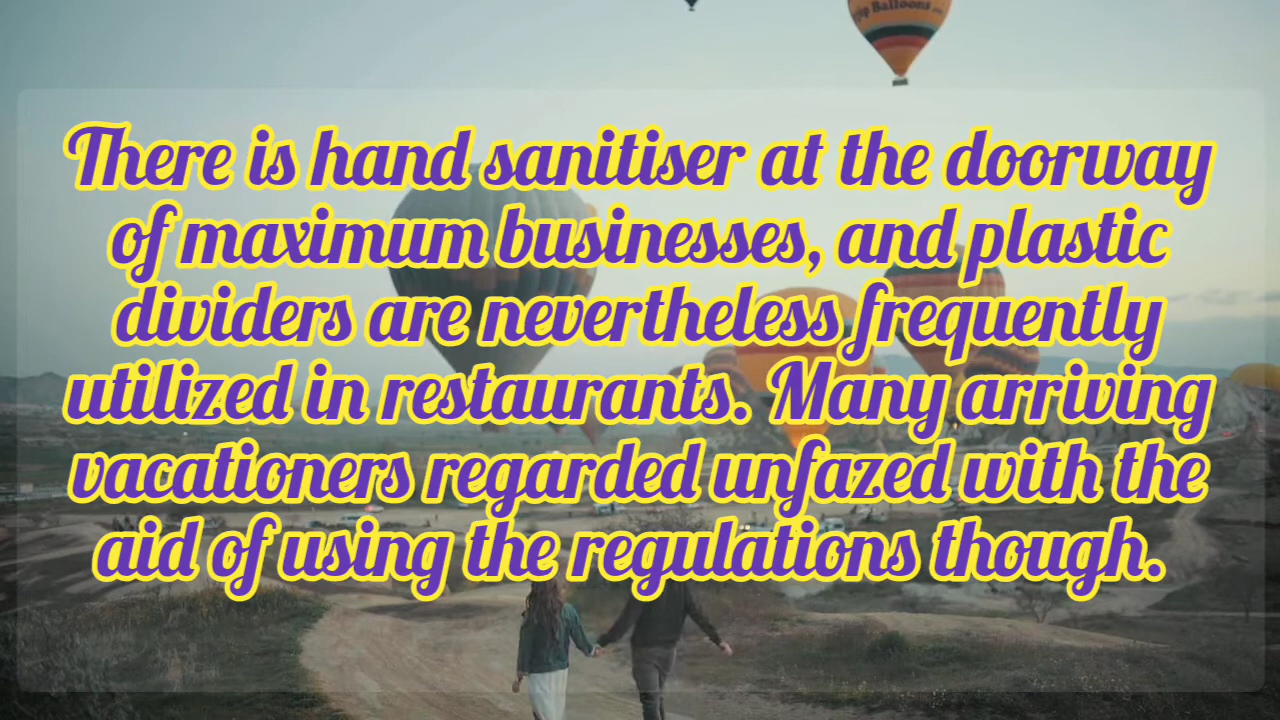 Balloons
There is hand sanitiser at the doorway
of maximum businesses, and plastic
dividers are nevertheless frequently
utilized in restaurants. Many arriving
vacationers regarded unfazed with the
aid of using the regulations though.